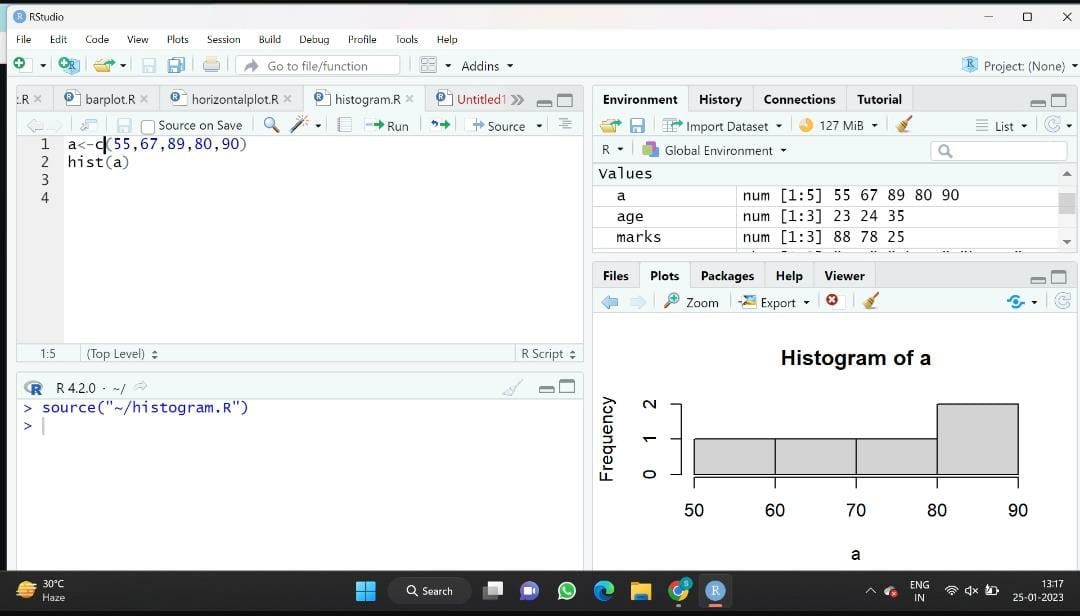 RStudio
File Edit Code View Plots Session Build Debug Profile Tools Help
Go to file/function Addins Project: (None)
.R barplot.R horizontalplot.R histogram.R Untitled1
Source on Save Run Source
1 a<-c(55,67,89,80,90)
2 hist(a)
3
4
1:5 (Top Level) R Script
R 4.2.0 · ~/
> source("~/histogram.R")
>
Environment History Connections Tutorial
Import Dataset 127 MiB List
R Global Environment
Values
a num [1:5] 55 67 89 80 90
age num [1:3] 23 24 35
marks num [1:3] 88 78 25
Files Plots Packages Help Viewer
Zoom Export
Histogram of a
Frequency
2
1
0
50 60 70 80 90
a
30°C
Haze
Search
ENG
IN
13:17
25-01-2023